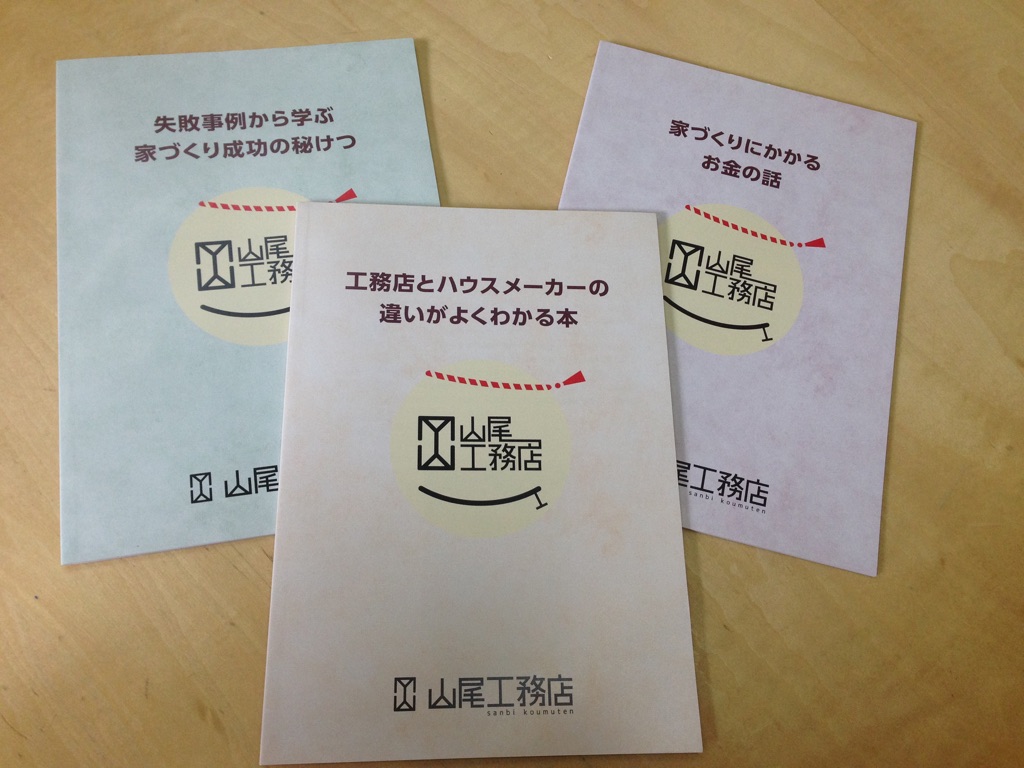 失敗事例から学ぶ
家づくり成功の秘けつ
山尾
工務
山尾
家づくりにかかる
お金の話
山尾
工務店
尾工務店
sanbi koumuten
工務店とハウスメーカーの
違いがよくわかる本
山尾
工務店
山尾工務店
sanbi koumuten